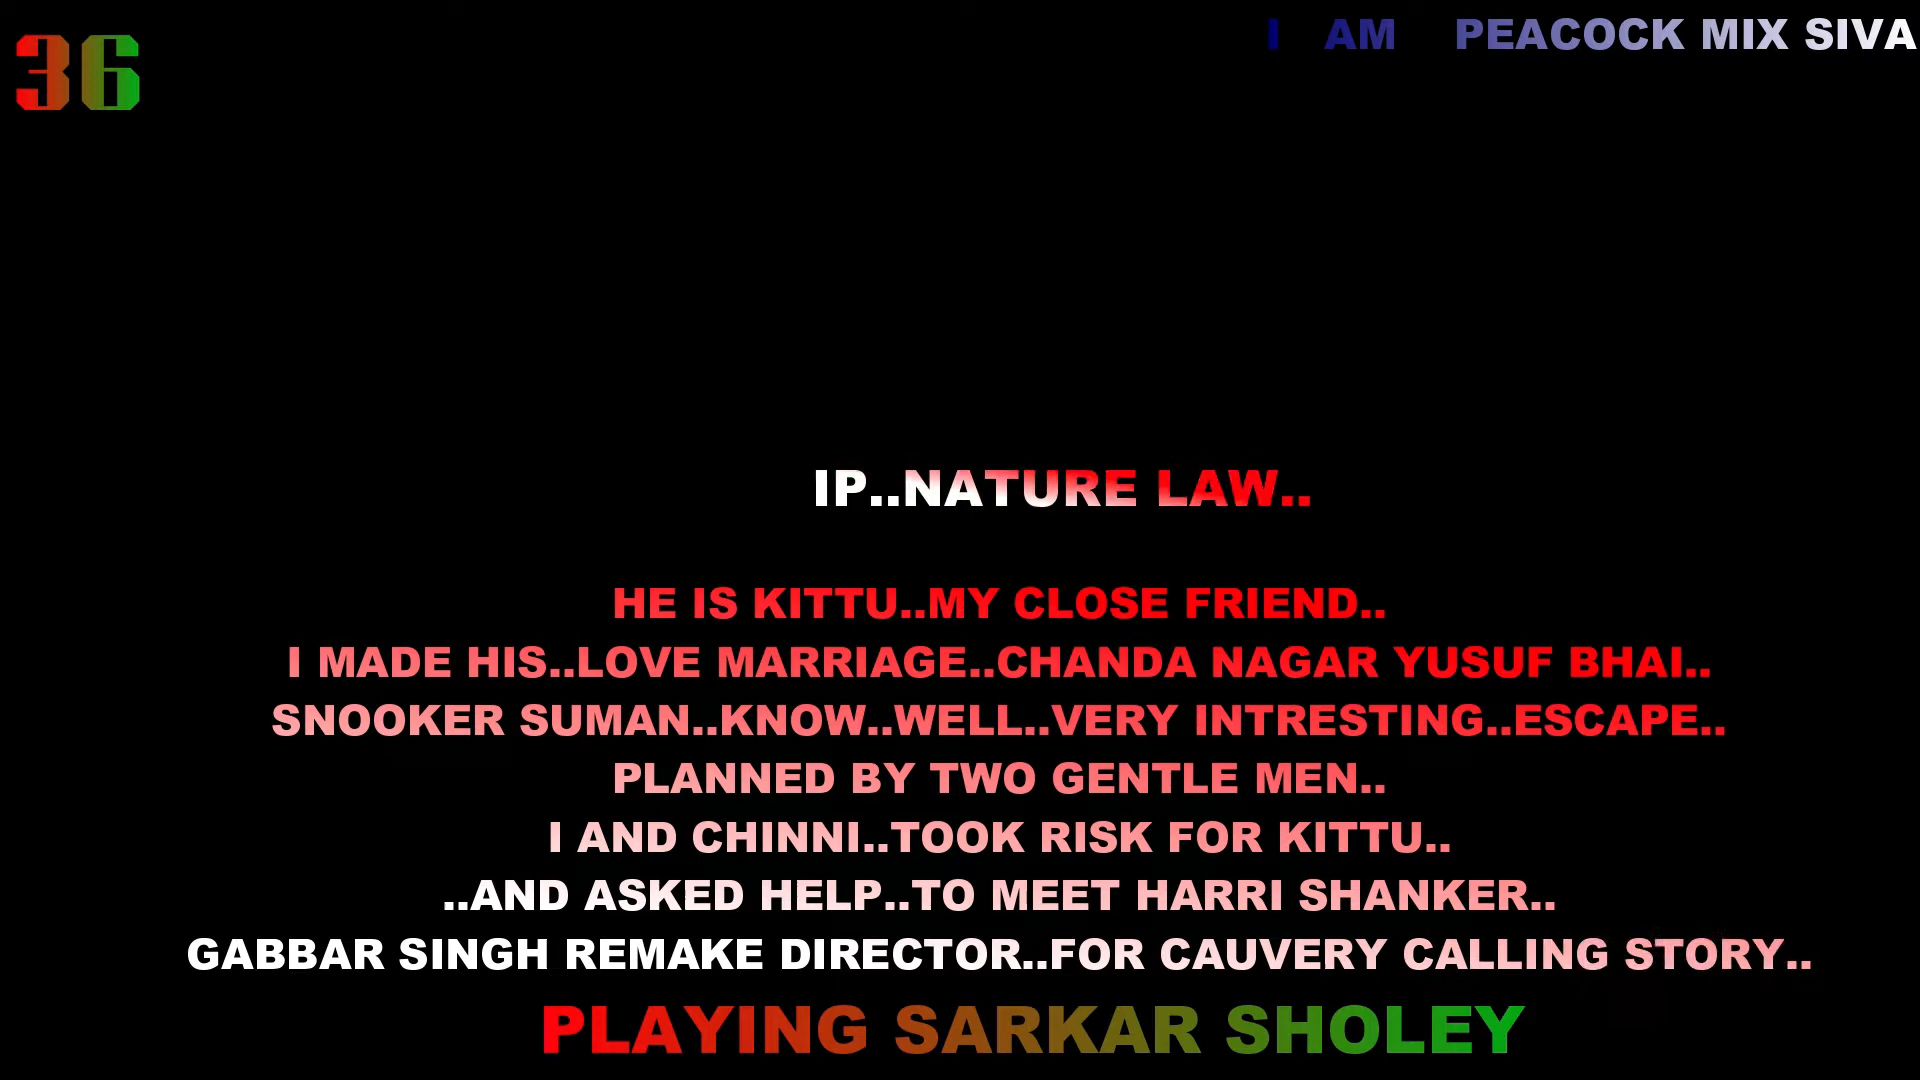 36
I AM PEACOCK MIX SIVA
IP..NATURE LAW..
HE IS KITTU..MY CLOSE FRIEND..
I MADE HIS..LOVE MARRIAGE..CHANDA NAGAR YUSUF BHAI..
SNOOKER SUMAN..KNOW..WELL..VERY INTRESTING..ESCAPE..
PLANNED BY TWO GENTLE MEN..
I AND CHINNI..TOOK RISK FOR KITTU..
..AND ASKED HELP..TO MEET HARRI SHANKER..
GABBAR SINGH REMAKE DIRECTOR..FOR CAUVERY CALLING STORY..
PLAYING SARKAR SHOLEY